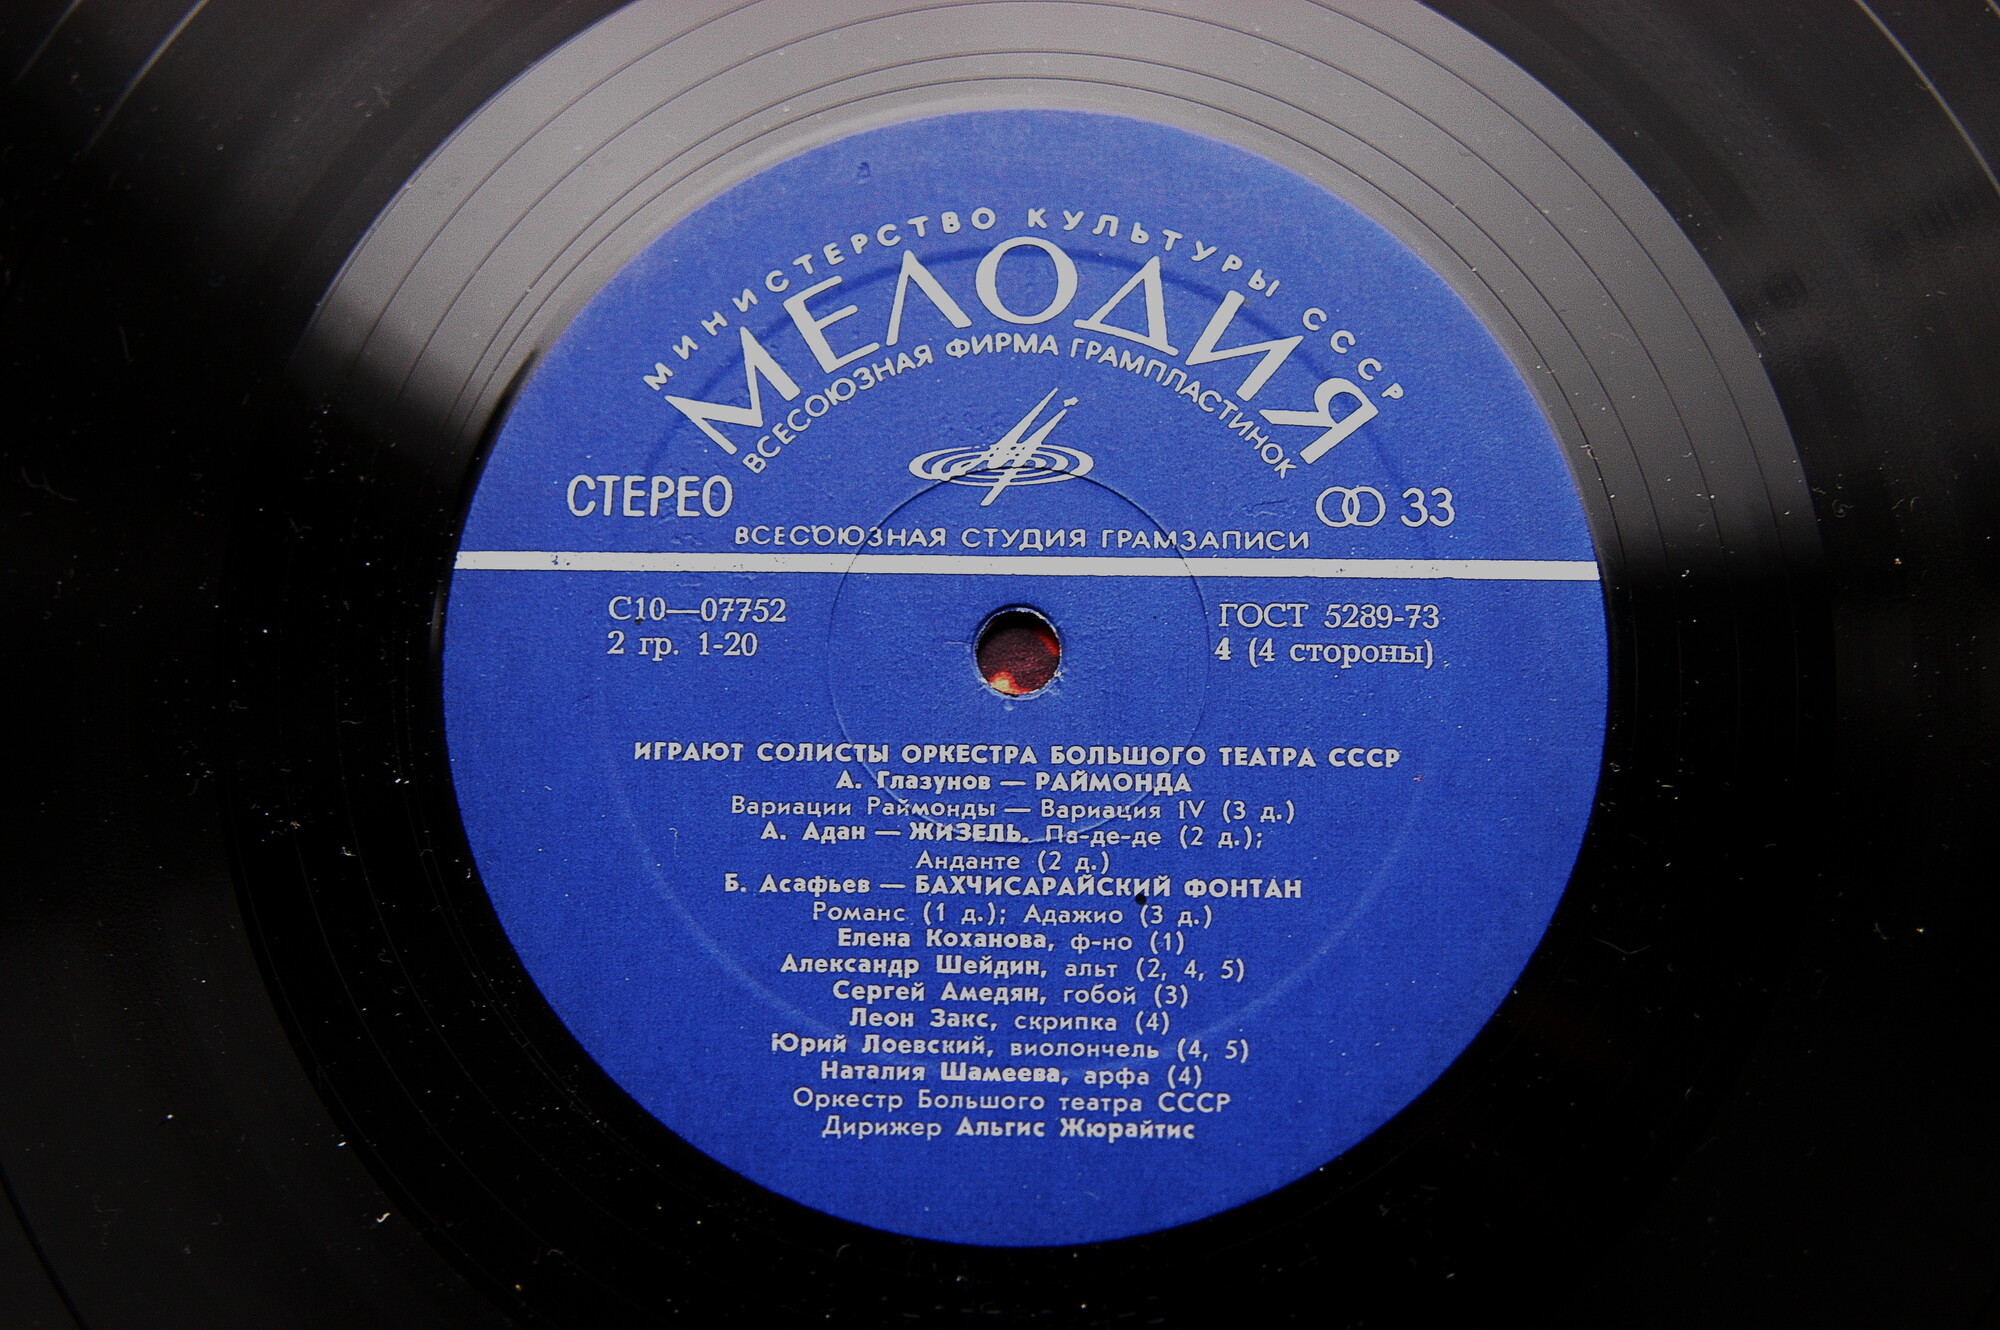 МИНИСТЕРСТВО КУЛЬТУРЫ СССР
МЕЛОДИЯ
ВСЕСОЮЗНАЯ ФИРМА ГРАМПЛАСТИНОК
СТЕРЕО
33
ВСЕСОЮЗНАЯ СТУДИЯ ГРАМЗАПИСИ
С10—07752
ГОСТ 5289-73
2 гр. 1-20
4 (4 стороны)
ИГРАЮТ СОЛИСТЫ ОРКЕСТРА БОЛЬШОГО ТЕАТРА СССР
А. Глазунов — РАЙМОНДА
Вариации Раймонды — Вариация IV (3 д.)
А. Адан — ЖИЗЕЛЬ. Па-де-де (2 д.);
Анданте (2 д.)
Б. Асафьев — БАХЧИСАРАЙСКИЙ ФОНТАН
Романс (1 д.); Адажио (3 д.)
Елена Коханова, ф-но (1)
Александр Шейдин, альт (2, 4, 5)
Сергей Амедян, гобой (3)
Леон Закс, скрипка (4)
Юрий Лоевский, виолончель (4, 5)
Наталия Шамеева, арфа (4)
Оркестр Большого театра СССР
Дирижер Альгис Жюрайтис